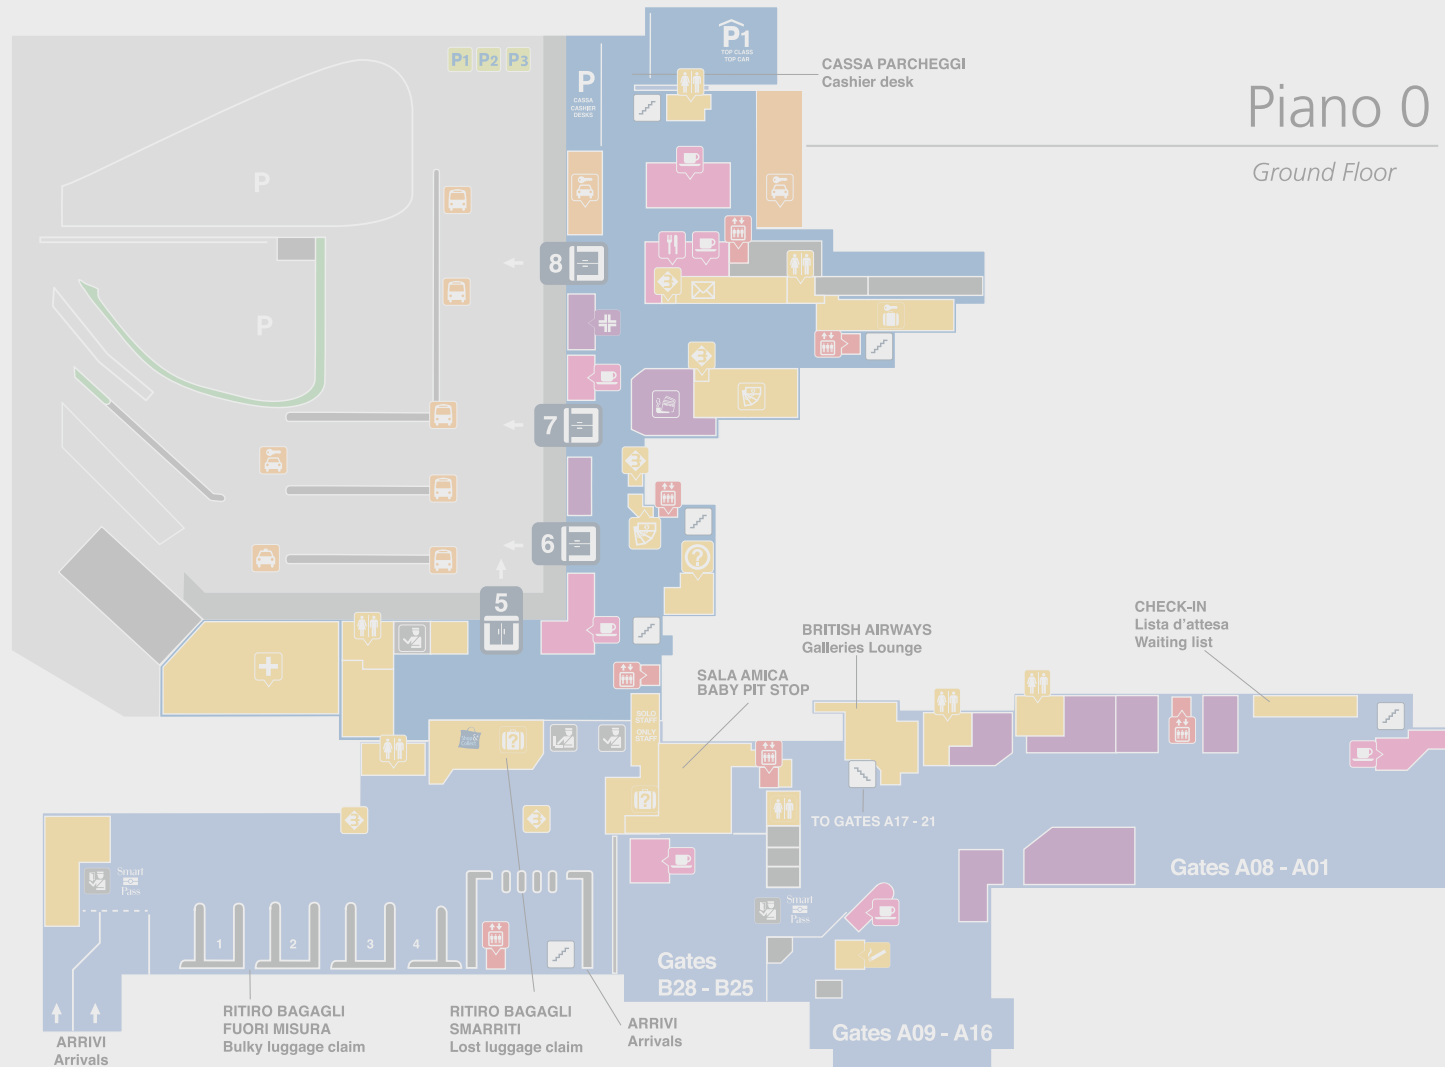 P1
TOP CLASS
TOP CAR
P1 P2 P3
CASSA PARCHEGGI
Cashier desk
P
CASSA
CASHIER
DESKS
Piano 0
Ground Floor
P
8
P
7
6
5
CHECK-IN
Lista d'attesa
Waiting list
BRITISH AIRWAYS
Galleries Lounge
SALA AMICA
BABY PIT STOP
SOLO
STAFF
ONLY
STAFF
TO GATES A17 - 21
Gates A08 - A01
Smart
Pass
Smart
Pass
1
2
3
4
Gates
B28 - B25
RITIRO BAGAGLI
FUORI MISURA
Bulky luggage claim
RITIRO BAGAGLI
SMARRITI
Lost luggage claim
ARRIVI
Arrivals
Gates A09 - A16
ARRIVI
Arrivals